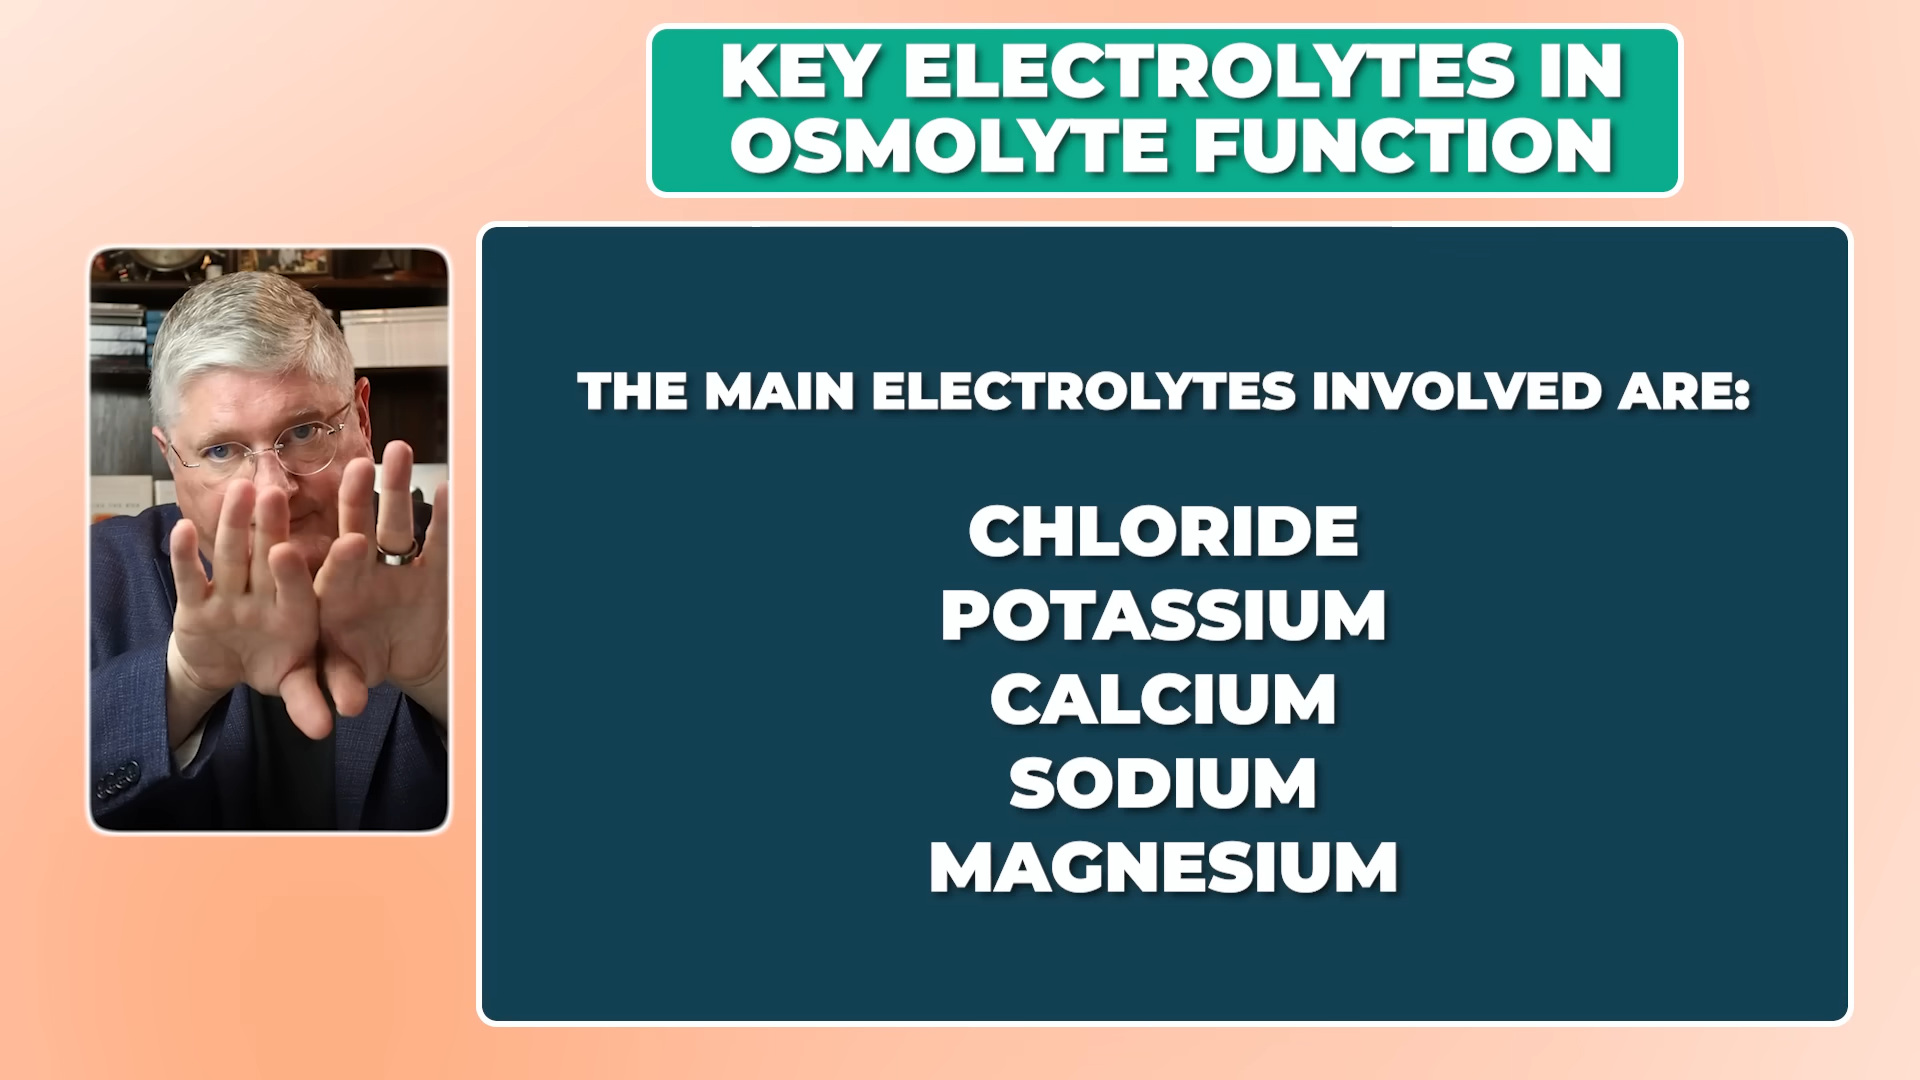 KEY ELECTROLYTES IN
OSMOLYTE FUNCTION
THE MAIN ELECTROLYTES INVOLVED ARE:
CHLORIDE
POTASSIUM
CALCIUM
SODIUM
MAGNESIUM